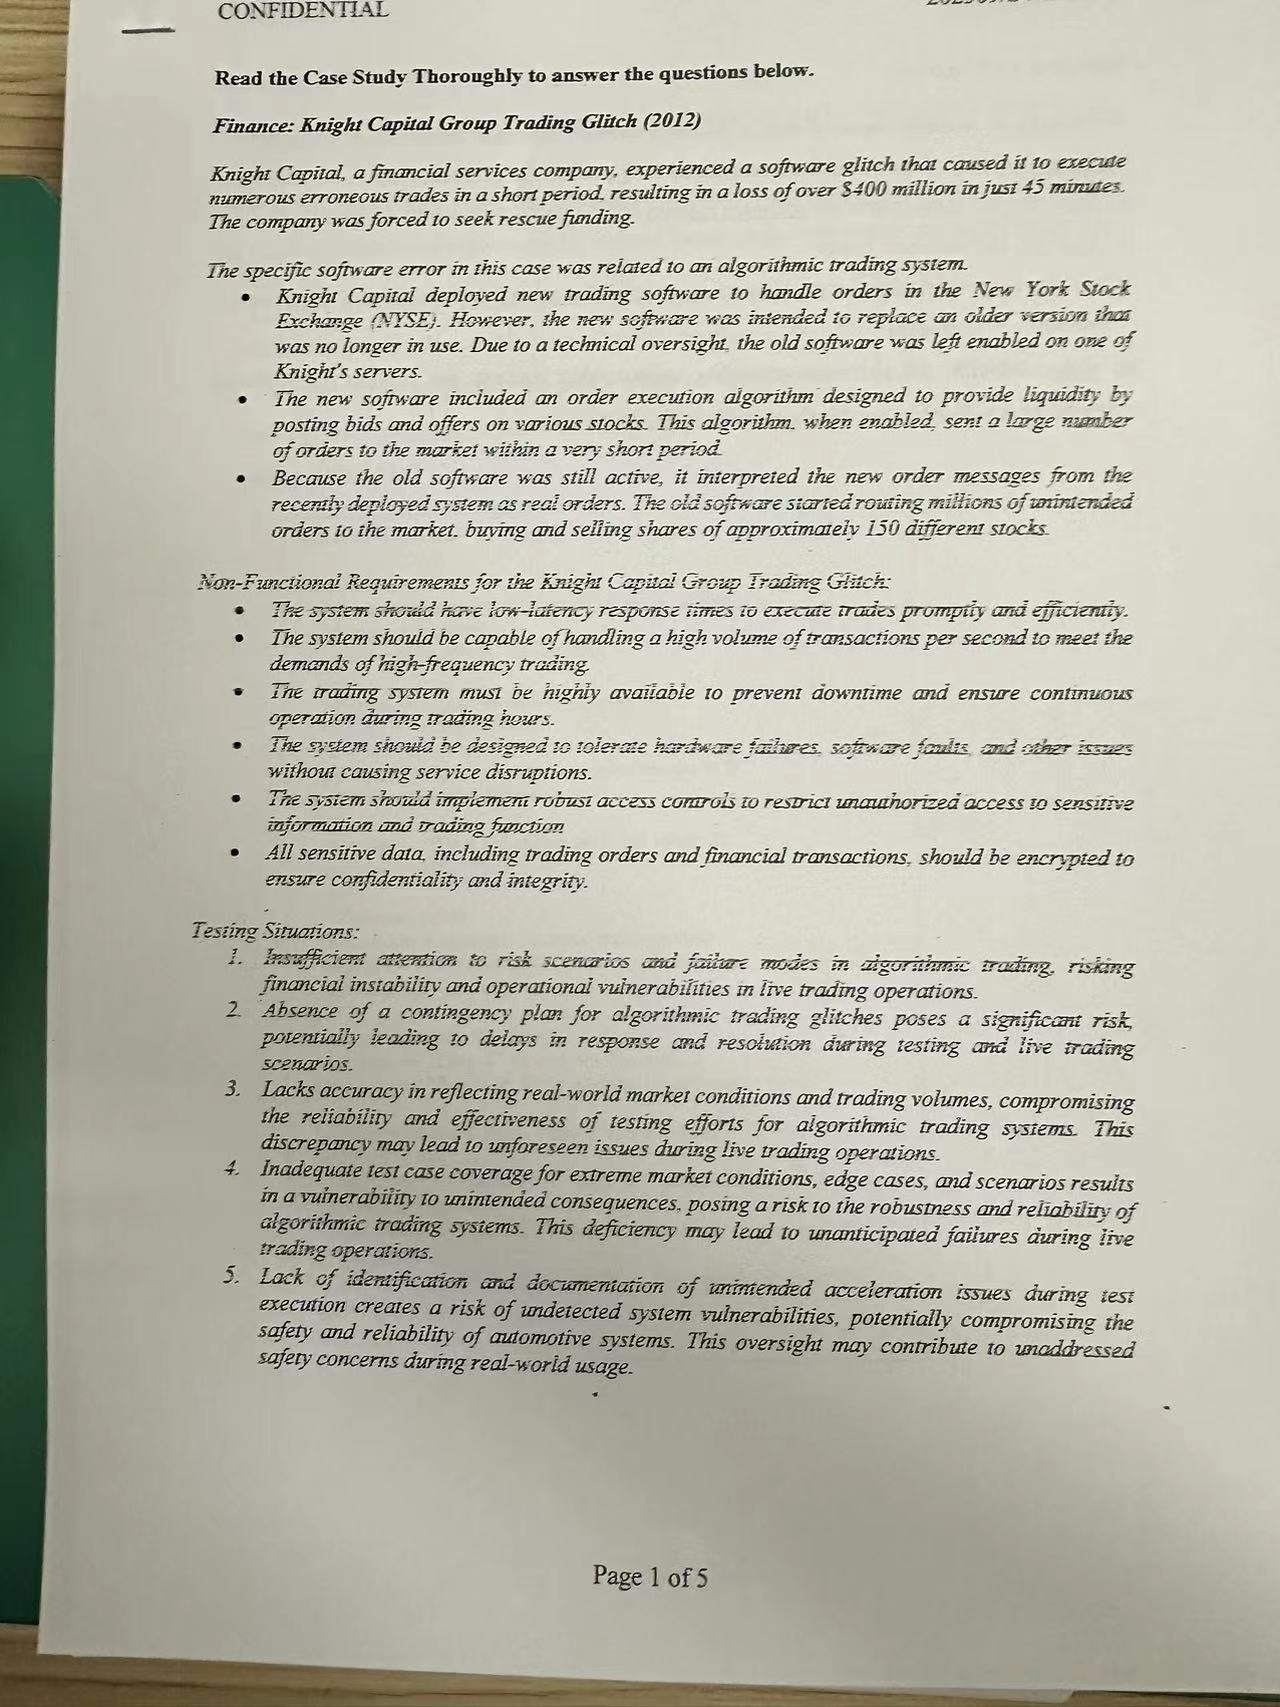 CONFIDENTIAL
Read the Case Study Thoroughly to answer the questions below.
Finance: Knight Capital Group Trading Glitch (2012)
Knight Capital, a financial services company, experienced a software glitch that caused it to execute
numerous erroneous trades in a short period, resulting in a loss of over $400 million in just 45 minutes.
The company was forced to seek rescue funding.
The specific software error in this case was related to an algorithmic trading system.
• Knight Capital deployed new trading software to handle orders in the New York Stock
Exchange (NYSE). However, the new software was intended to replace an older version that
was no longer in use. Due to a technical oversight, the old software was left enabled on one of
Knight's servers.
• The new software included an order execution algorithm designed to provide liquidity by
posting bids and offers on various stocks. This algorithm, when enabled, sent a large number
of orders to the market within a very short period.
• Because the old software was still active, it interpreted the new order messages from the
recently deployed system as real orders. The old software started routing millions of unintended
orders to the market, buying and selling shares of approximately 150 different stocks.
Non-Functional Requirements for the Knight Capital Group Trading Glitch:
• The system should have low-latency response times to execute trades promptly and efficiently.
• The system should be capable of handling a high volume of transactions per second to meet the
demands of high-frequency trading.
• The trading system must be highly available to prevent downtime and ensure continuous
operation during trading hours.
• The system should be designed to tolerate hardware failures, software faults, and other issues
without causing service disruptions.
• The system should implement robust access controls to restrict unauthorized access to sensitive
information and trading function
• All sensitive data, including trading orders and financial transactions, should be encrypted to
ensure confidentiality and integrity.
Testing Situations:
1. Insufficient attention to risk scenarios and failure modes in algorithmic trading, risking
financial instability and operational vulnerabilities in live trading operations.
2. Absence of a contingency plan for algorithmic trading glitches poses a significant risk,
potentially leading to delays in response and resolution during testing and live trading
scenarios.
3. Lacks accuracy in reflecting real-world market conditions and trading volumes, compromising
the reliability and effectiveness of testing efforts for algorithmic trading systems. This
discrepancy may lead to unforeseen issues during live trading operations.
4. Inadequate test case coverage for extreme market conditions, edge cases, and scenarios results
in a vulnerability to unintended consequences, posing a risk to the robustness and reliability of
algorithmic trading systems. This deficiency may lead to unanticipated failures during live
trading operations.
5. Lack of identification and documentation of unintended acceleration issues during test
execution creates a risk of undetected system vulnerabilities, potentially compromising the
safety and reliability of automotive systems. This oversight may contribute to unaddressed
safety concerns during real-world usage.
Page 1 of 5